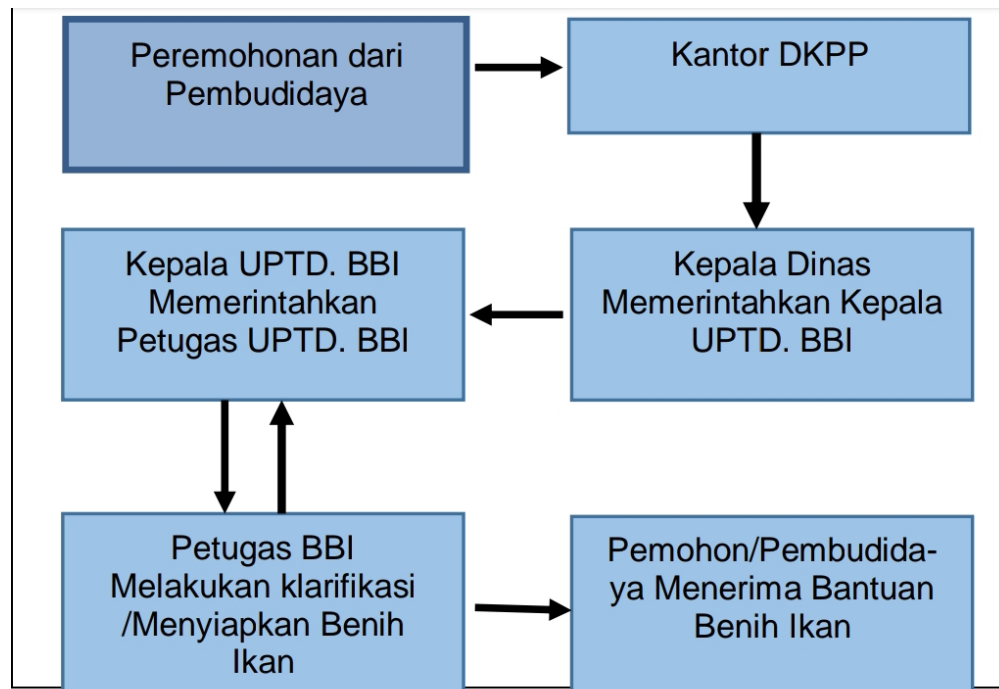 Peremohonan dari
Pembudidaya
Kantor DKPP
Kepala Dinas
Memerintahkan Kepala
UPTD. BBI
Kepala UPTD. BBI
Memerintahkan
Petugas UPTD. BBI
Petugas BBI
Melakukan klarifikasi
/Menyiapkan Benih
Ikan
Pemohon/Pembudida-
ya Menerima Bantuan
Benih Ikan